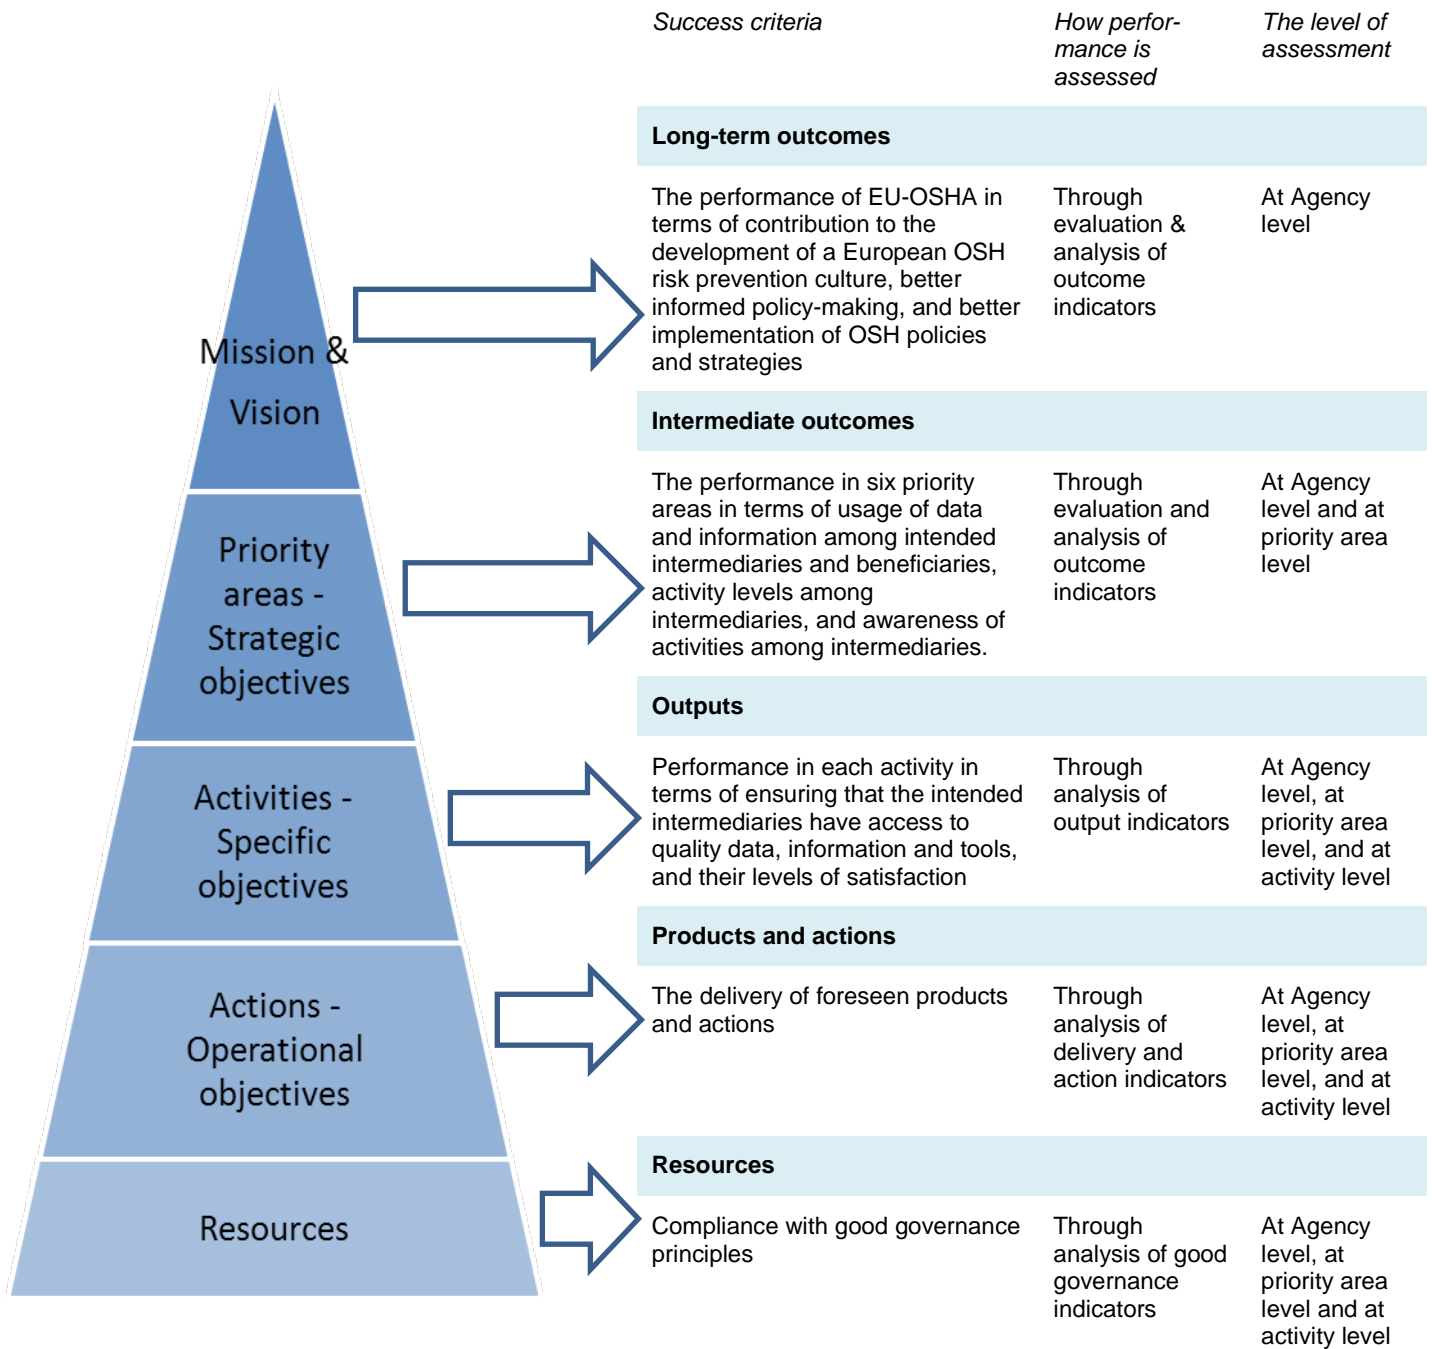 Success criteria
How perfor-
mance is
assessed
The level of
assessment
Long-term outcomes
The performance of EU-OSHA in
terms of contribution to the
development of a European OSH
risk prevention culture, better
informed policy-making, and better
implementation of OSH policies
and strategies
Through
evaluation &
analysis of
outcome
indicators
At Agency
level
Mission &
Vision
Intermediate outcomes
The performance in six priority
areas in terms of usage of data
and information among intended
intermediaries and beneficiaries,
activity levels among
intermediaries, and awareness of
activities among intermediaries.
Through
evaluation and
analysis of
outcome
indicators
At Agency
level and at
priority area
level
Priority
areas -
Strategic
objectives
Outputs
Performance in each activity in
terms of ensuring that the intended
intermediaries have access to
quality data, information and tools,
and their levels of satisfaction
Through
analysis of
output indicators
At Agency
level, at
priority area
level, and at
activity level
Activities -
Specific
objectives
Products and actions
The delivery of foreseen products
and actions
Through
analysis of
delivery and
action indicators
At Agency
level, at
priority area
level, and at
activity level
Actions -
Operational
objectives
Resources
Compliance with good governance
principles
Through
analysis of good
governance
indicators
At Agency
level, at
priority area
level and at
activity level
Resources